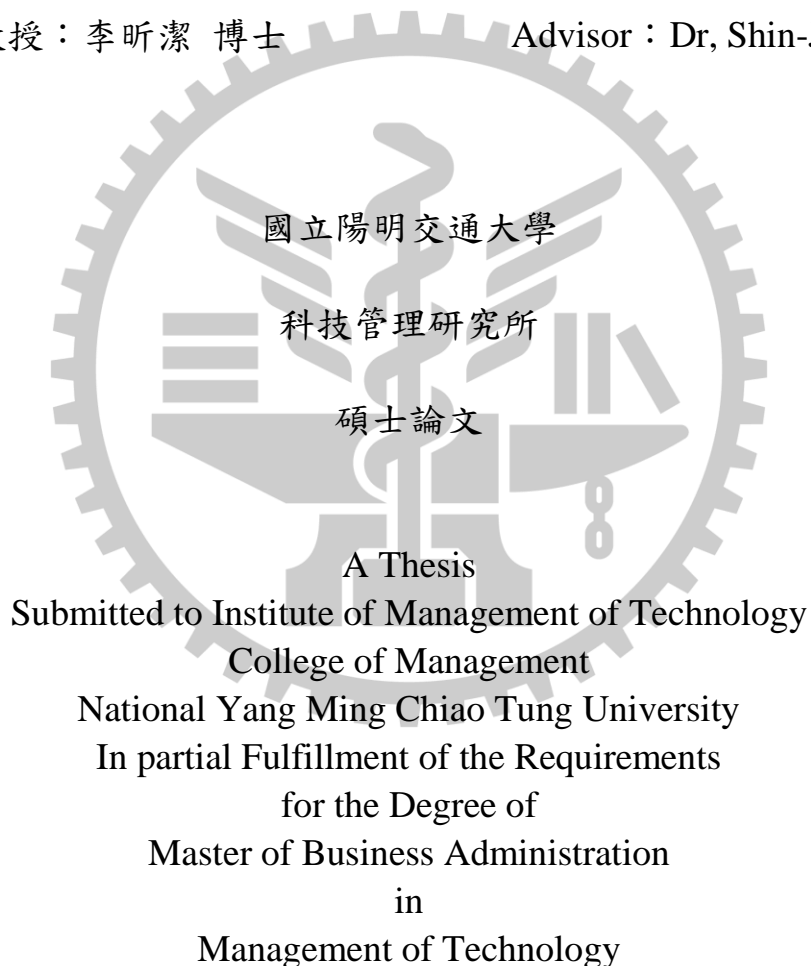 教授：李昕潔 博士 Advisor：Dr, Shin-
國立陽明交通大學
科技管理研究所
碩士論文
A Thesis
Submitted to Institute of Management of Technology
College of Management
National Yang Ming Chiao Tung University
In partial Fulfillment of the Requirements
for the Degree of
Master of Business Administration
in
Management of Technology